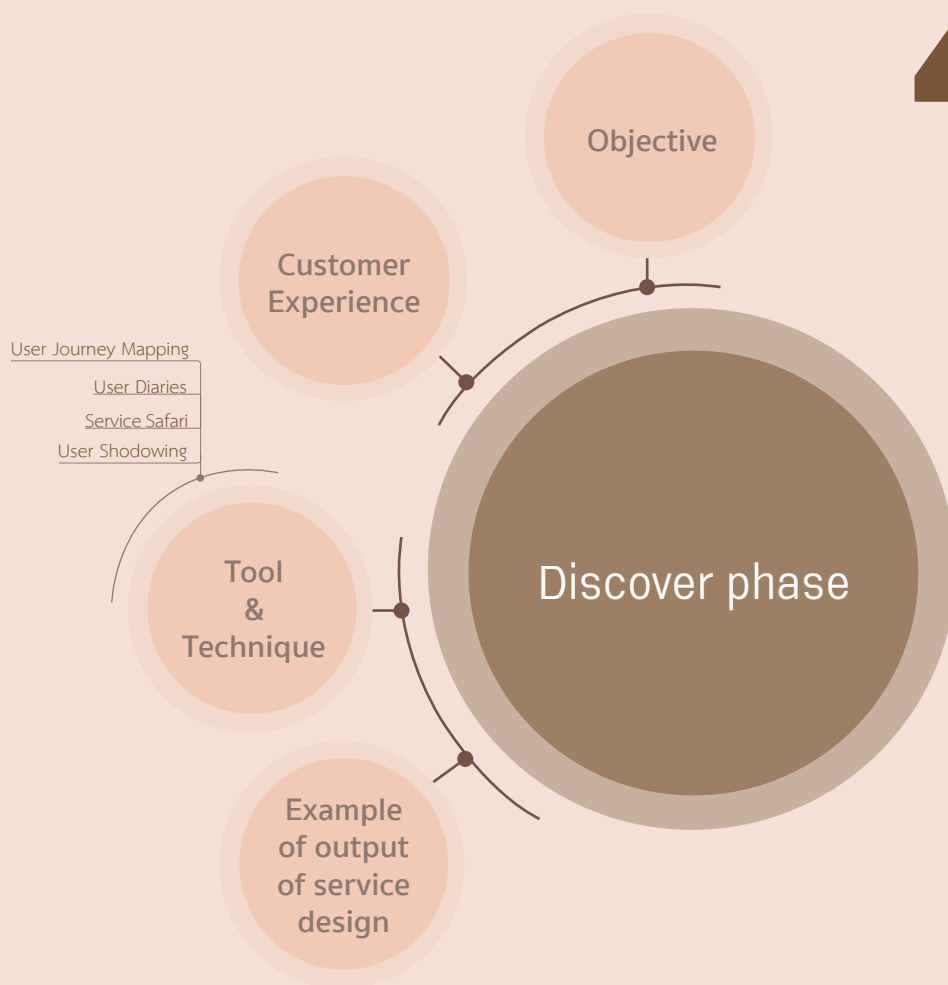 Objective
Customer
Experience
User Journey Mapping
User Diaries
Service Safari
User Shodowing
Tool
&
Technique
Discover phase
Example
of output
of service
design